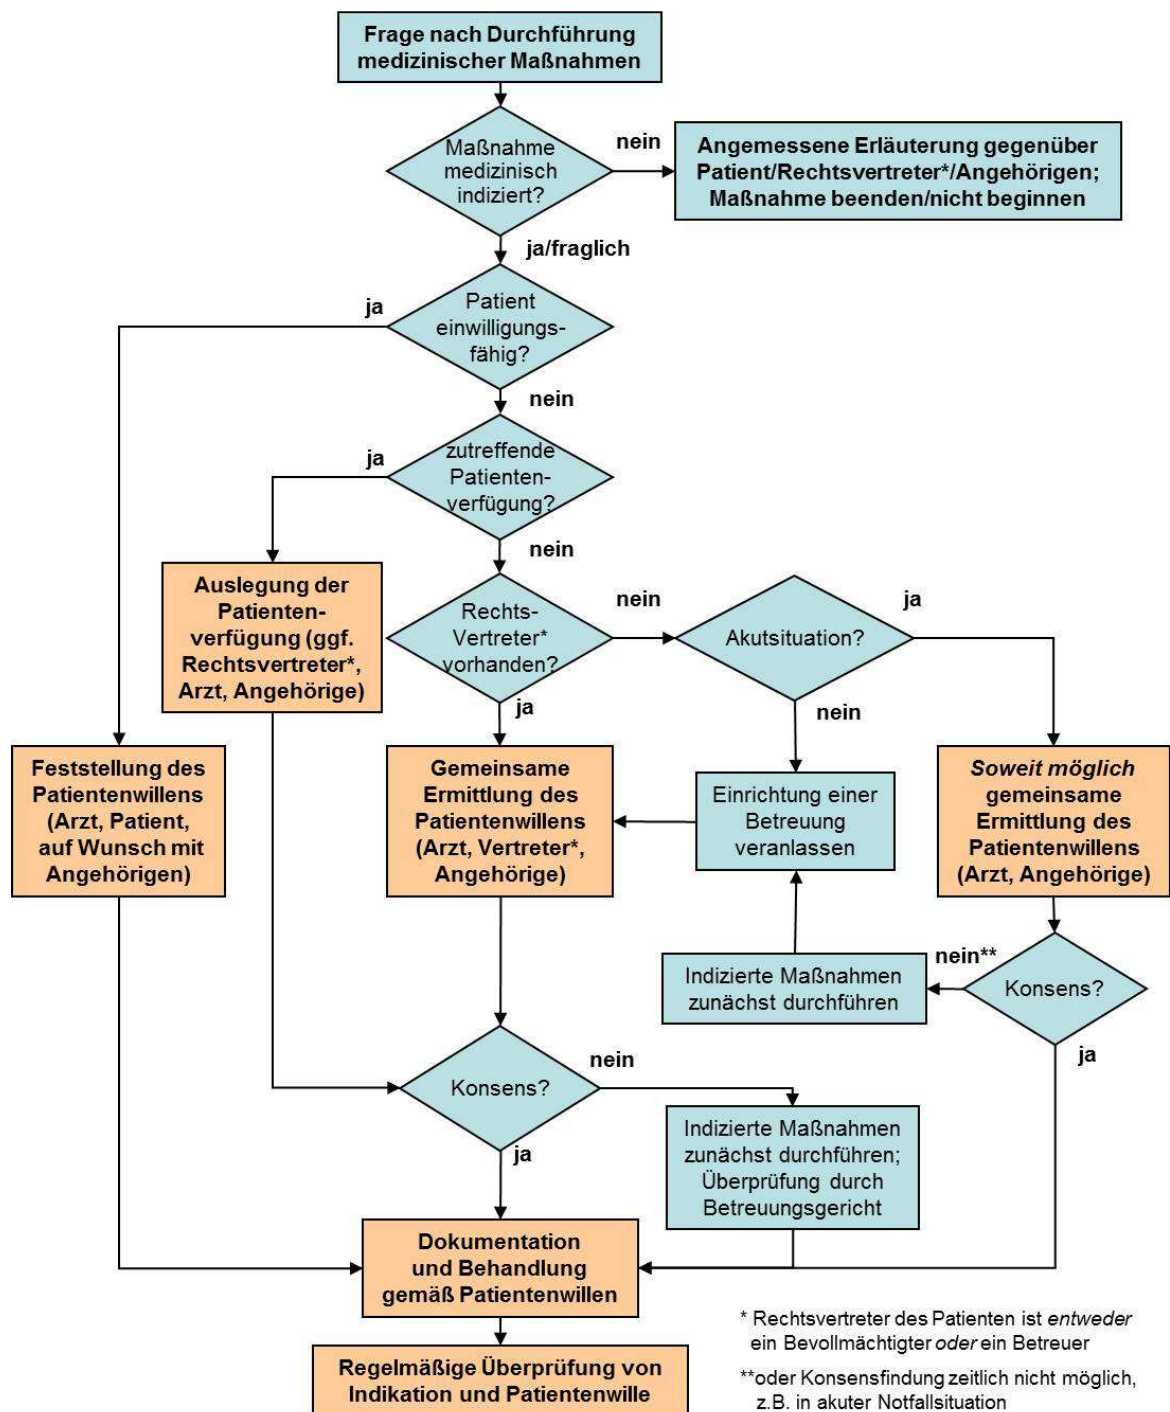 Frage nach Durchführung
medizinischer Maßnahmen
Maßnahme
medizinisch
indiziert?
nein
Angemessene Erläuterung gegenüber
Patient/Rechtsvertreter*/Angehörigen;
Maßnahme beenden/nicht beginnen
ja/fraglich
ja
Patient
einwilligungs-
fähig?
nein
ja
zutreffende
Patienten-
verfügung?
nein
Auslegung der
Patienten-
verfügung (ggf.
Rechtsvertreter*,
Arzt, Angehörige)
Rechts-
Vertreter*
vorhanden?
nein
Akutsituation?
ja
ja
nein
Feststellung des
Patientenwillens
(Arzt, Patient,
auf Wunsch mit
Angehörigen)
Gemeinsame
Ermittlung des
Patientenwillens
(Arzt, Vertreter*,
Angehörige)
Einrichtung einer
Betreuung
veranlassen
Soweit möglich
gemeinsame
Ermittlung des
Patientenwillens
(Arzt, Angehörige)
nein**
Indizierte Maßnahmen
zunächst durchführen
Konsens?
ja
Konsens?
nein
ja
Indizierte Maßnahmen
zunächst durchführen;
Überprüfung durch
Betreuungsgericht
Dokumentation
und Behandlung
gemäß Patientenwillen
Regelmäßige Überprüfung von
Indikation und Patientenwille
* Rechtsvertreter des Patienten ist entweder
ein Bevollmächtigter oder ein Betreuer
**oder Konsensfindung zeitlich nicht möglich,
z.B. in akuter Notfallsituation